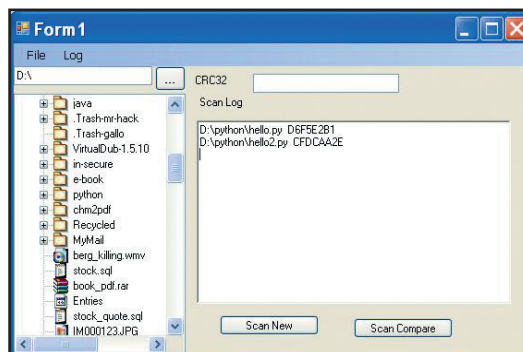 Form1
File Log
D:\ ...
CRC32
Scan Log
java
.Trash-mr-hack
.Trash-gallo
VirtualDub-1.5.10
in-secure
e-book
python
chm2pdf
Recycled
MyMail
berg_killing.wmv
stock.sql
book_pdf.rar
Entries
stock_quote.sql
IM000123.JPG
D:\python\hello.py D6F5E2B1
D:\python\hello2.py CFDCAA2E
Scan New
Scan Compare